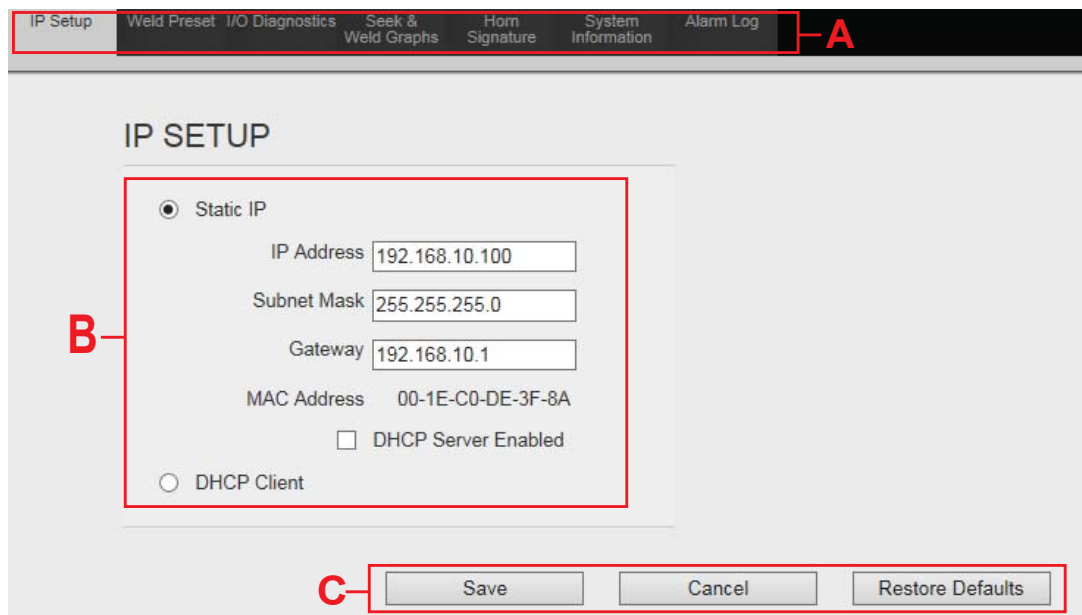 IP Setup Weld Preset I/O Diagnostics Seek & Horn System Alarm Log
Weld Graphs Signature Information
A
IP SETUP
Static IP
IP Address 192.168.10.100
Subnet Mask 255.255.255.0
B
Gateway 192.168.10.1
MAC Address 00-1E-C0-DE-3F-8A
DHCP Server Enabled
DHCP Client
C Save Cancel Restore Defaults